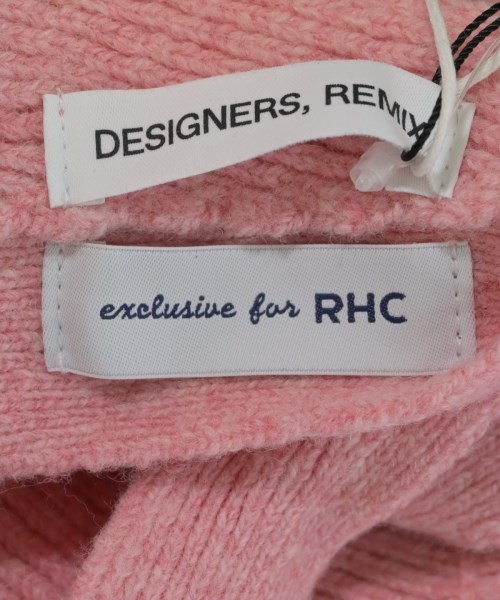 DESIGNERS, REMIX
exclusive for RHC